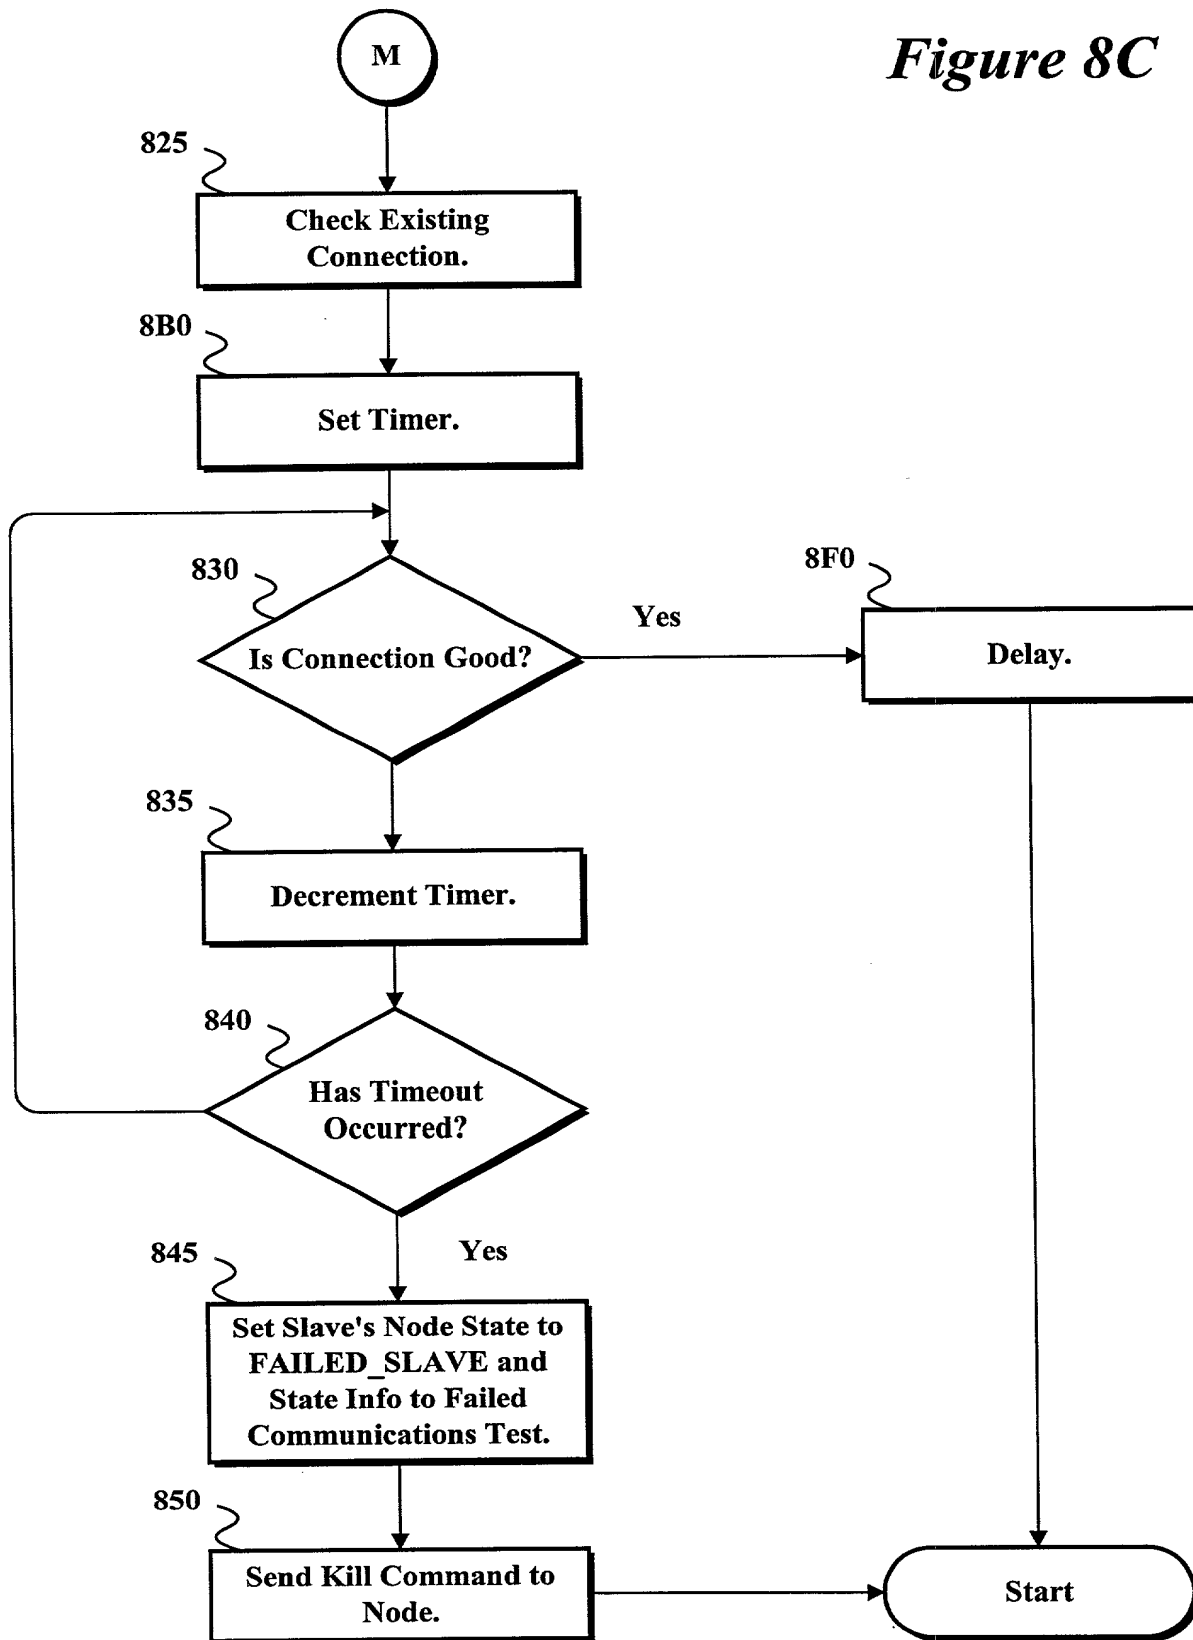 Figure 8C
M
825
Check Existing
Connection.
8B0
Set Timer.
830
Is Connection Good?
Yes
8F0
Delay.
835
Decrement Timer.
840
Has Timeout
Occurred?
Yes
845
Set Slave's Node State to
FAILED_SLAVE and
State Info to Failed
Communications Test.
850
Send Kill Command to
Node.
Start